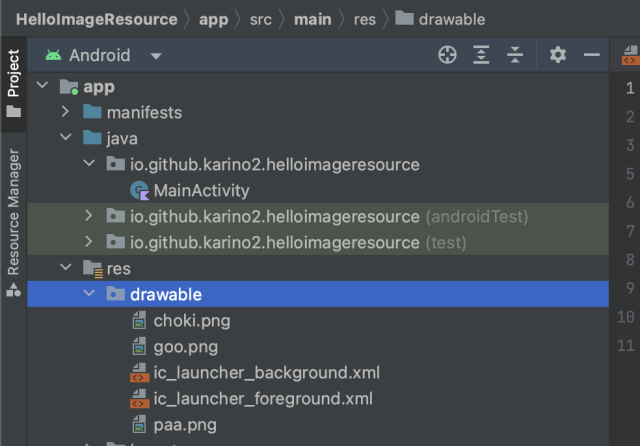 HelloImageResource > app > src > main > res > drawable
Project
Resource Manager
Android
app
manifests
java
io.github.karino2.helloimageresource
MainActivity
io.github.karino2.helloimageresource (androidTest)
io.github.karino2.helloimageresource (test)
res
drawable
choki.png
goo.png
ic_launcher_background.xml
ic_launcher_foreground.xml
paa.png
1
2
3
4
5
6
7
8
9
10
11